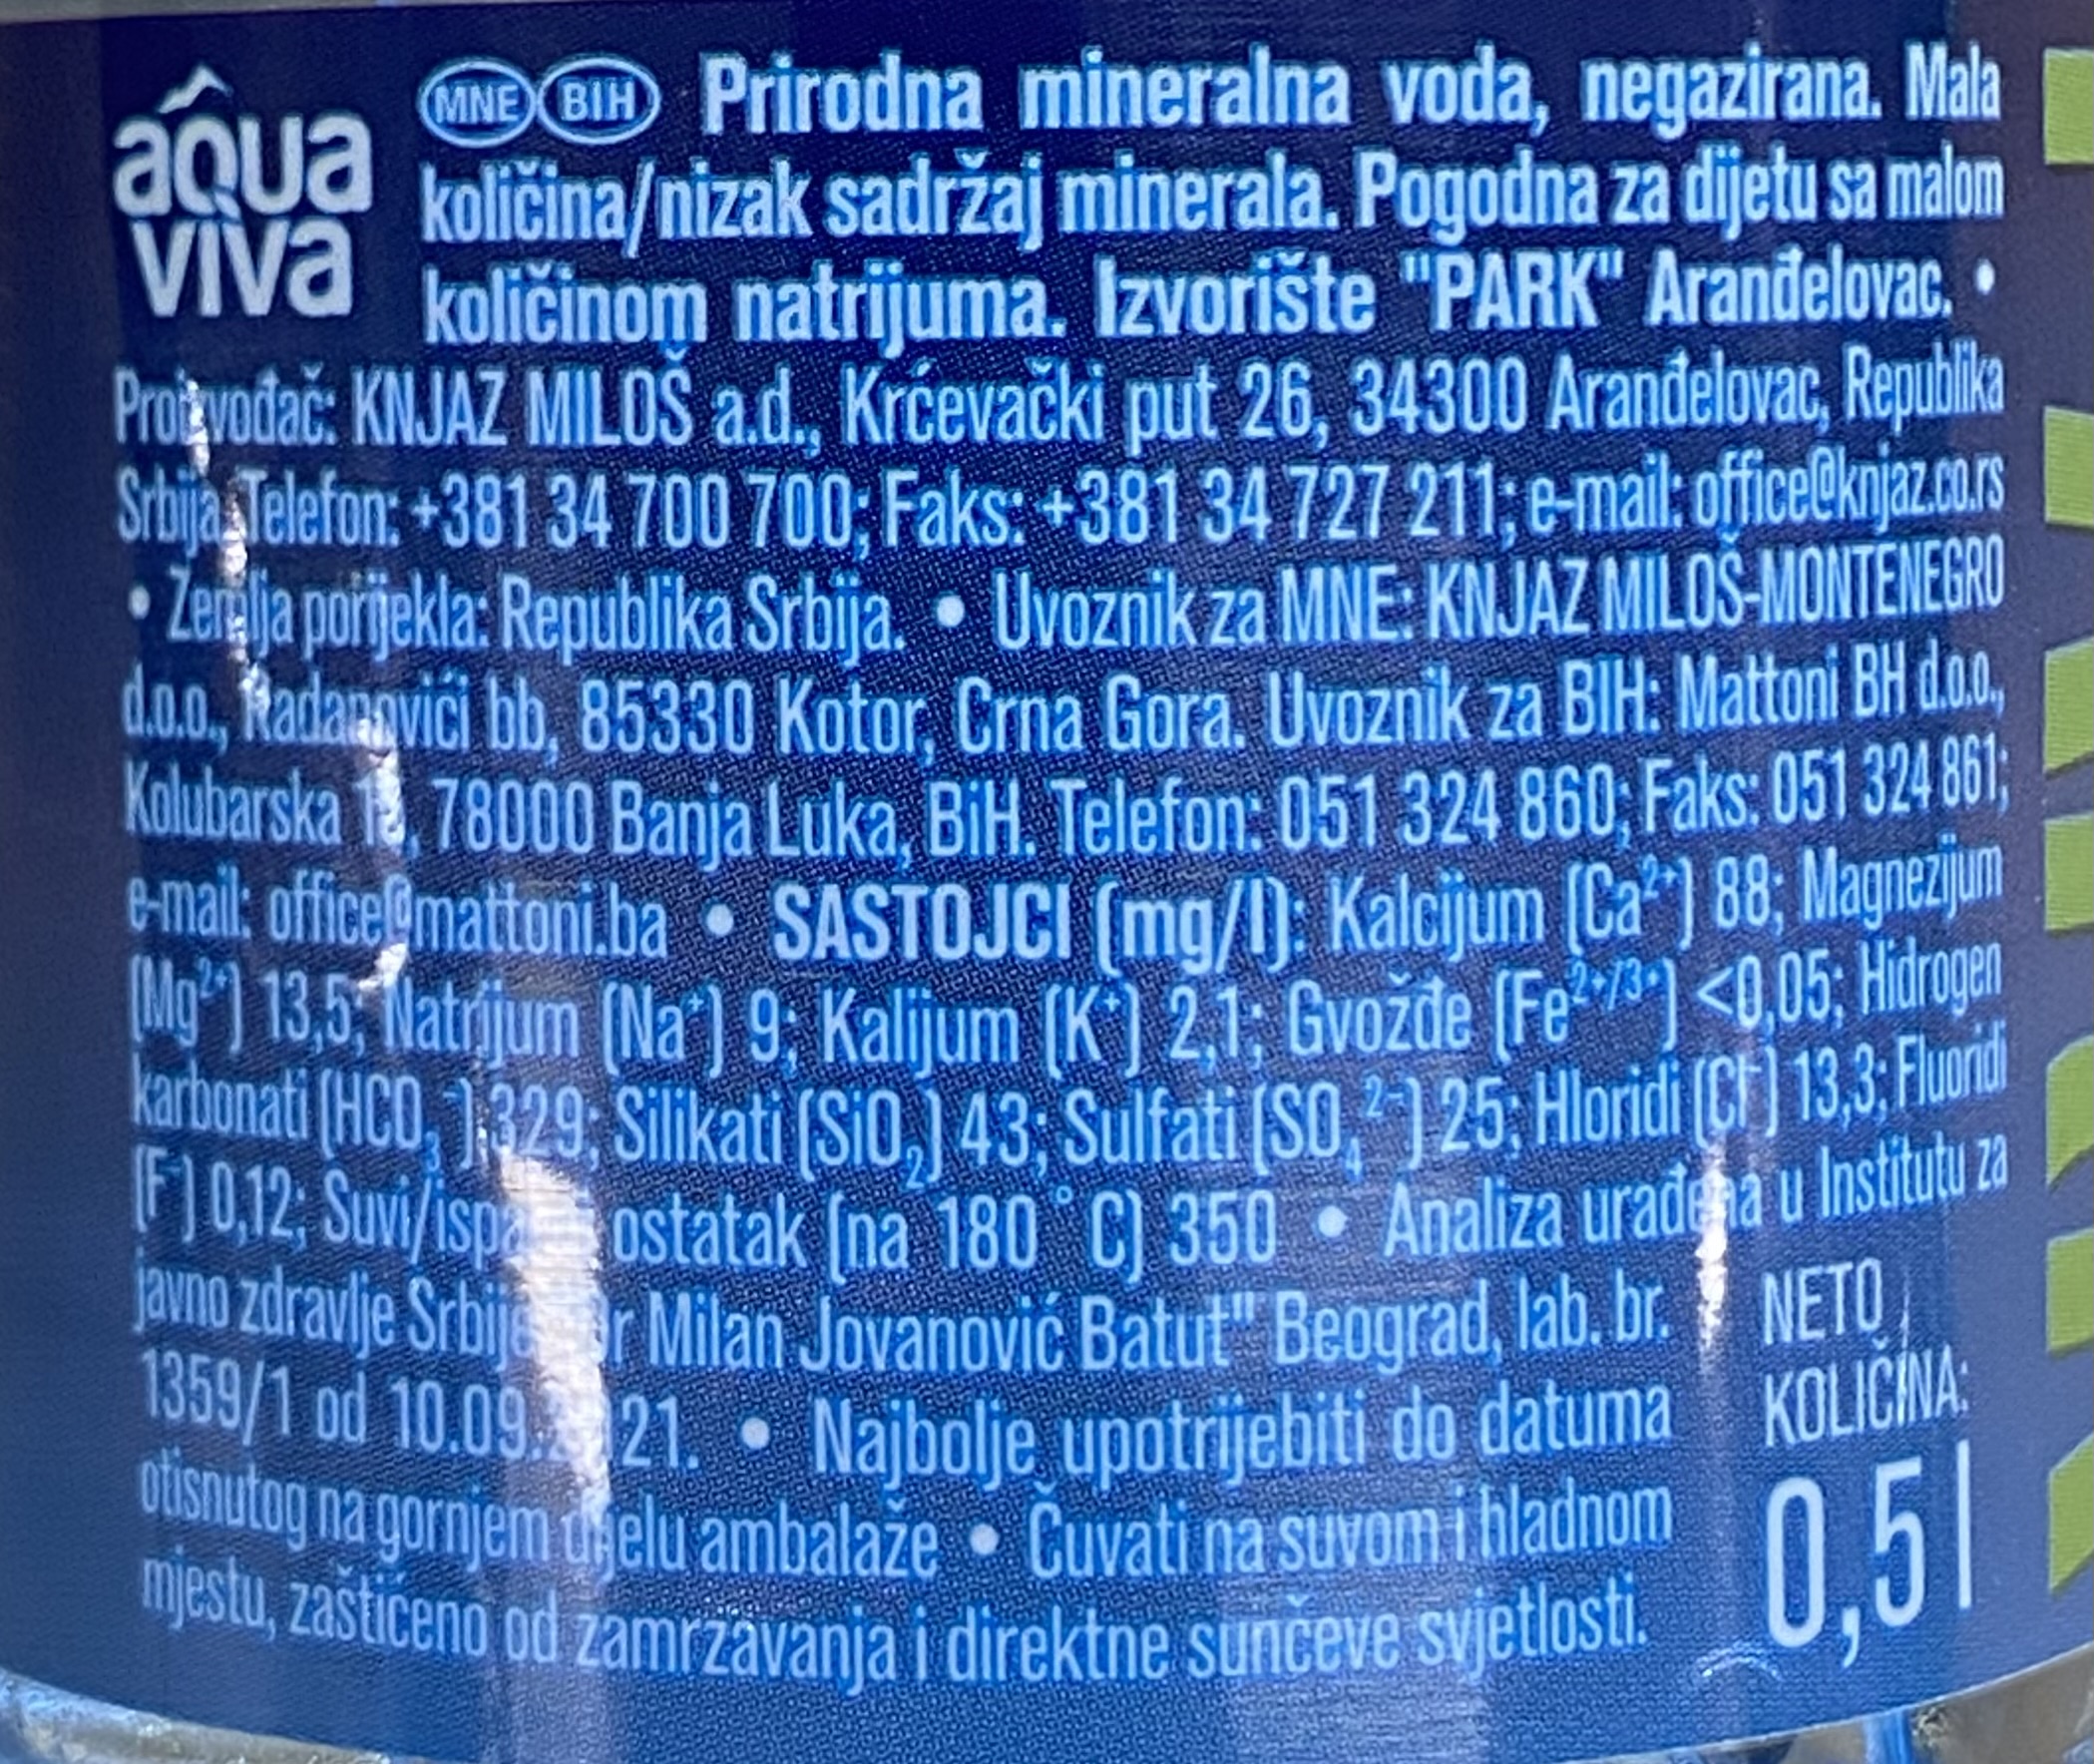 aqua
viva
MNE BIH Prirodna mineralna voda, negazirana. Mala
količina/nizak sadržaj minerala. Pogodna za dijetu sa malom
količinom natrijuma. Izvorište "PARK" Aranđelovac. •
Proizvođač: KNJAZ MILOŠ a.d., Krćevački put 26, 34300 Aranđelovac, Republika
Srbija, Telefon: +381 34 700 700; Faks: +381 34 727 211; e-mail: office@knjaz.co.rs
• Zemlja porijekla: Republika Srbija. • Uvoznik za MNE: KNJAZ MILOŠ-MONTENEGRO
d.o.o., Radanovići bb, 85330 Kotor, Crna Gora. Uvoznik za BIH: Mattoni BH d.o.o.,
Kolubarska , 78000 Banja Luka, BiH. Telefon: 051 324 860; Faks: 051 324 861;
e-mail: office@mattoni.ba • SASTOJCI (mg/l): Kalcijum (Ca²⁺) 88; Magnezijum
(Mg²⁺) 13,5; Natrijum (Na⁺) 9; Kalijum (K⁺) 2,1; Gvožđe (Fe²⁺/³⁺) <0,05; Hidrogen
karbonati (HCO₃⁻) 329; Silikati (SiO₂) 43; Sulfati (SO₄²⁻) 25; Hloridi (Cl⁻) 13,3; Fluoridi
(F⁻) 0,12; ostatak (na 180 °C) 350 • Analiza urađena u Institutu za
javno zdravlje Srbije Milan Jovanović Batut" Beograd, lab. br.
1359/1 od 10.09. 21. • Najbolje upotrijebiti do datuma
otisnutog na gornjem dijelu ambalaže • Čuvati na suvom i hladnom
mjestu, zaštićeno od zamrzavanja i direktne sunčeve svjetlosti.
NETO
KOLIČINA:
0,5 l